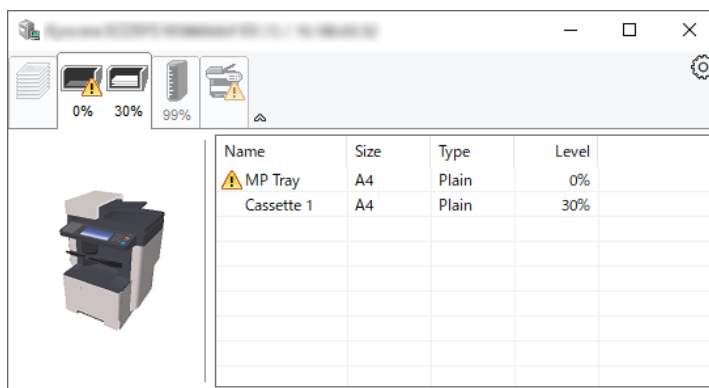 0% 30% 99%
Name Size Type Level
MP Tray A4 Plain 0%
Cassette 1 A4 Plain 30%